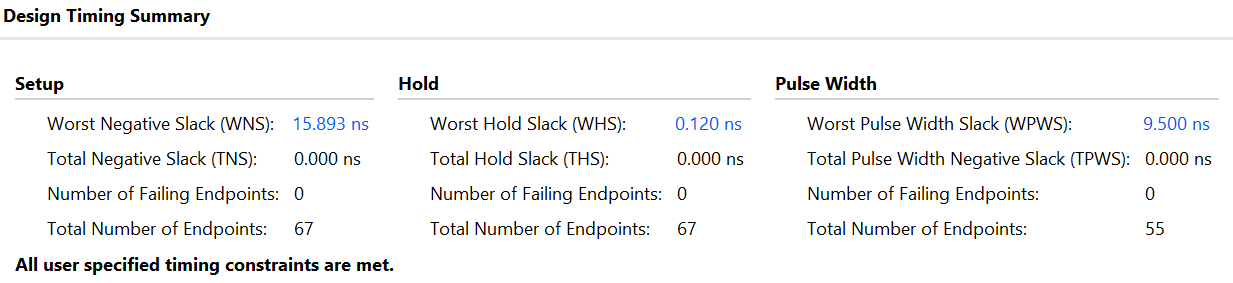 Design Timing Summary
Setup Hold Pulse Width
Worst Negative Slack (WNS): 15.893 ns Worst Hold Slack (WHS): 0.120 ns Worst Pulse Width Slack (WPWS): 9.500 ns
Total Negative Slack (TNS): 0.000 ns Total Hold Slack (THS): 0.000 ns Total Pulse Width Negative Slack (TPWS): 0.000 ns
Number of Failing Endpoints: 0 Number of Failing Endpoints: 0 Number of Failing Endpoints: 0
Total Number of Endpoints: 67 Total Number of Endpoints: 67 Total Number of Endpoints: 55
All user specified timing constraints are met.